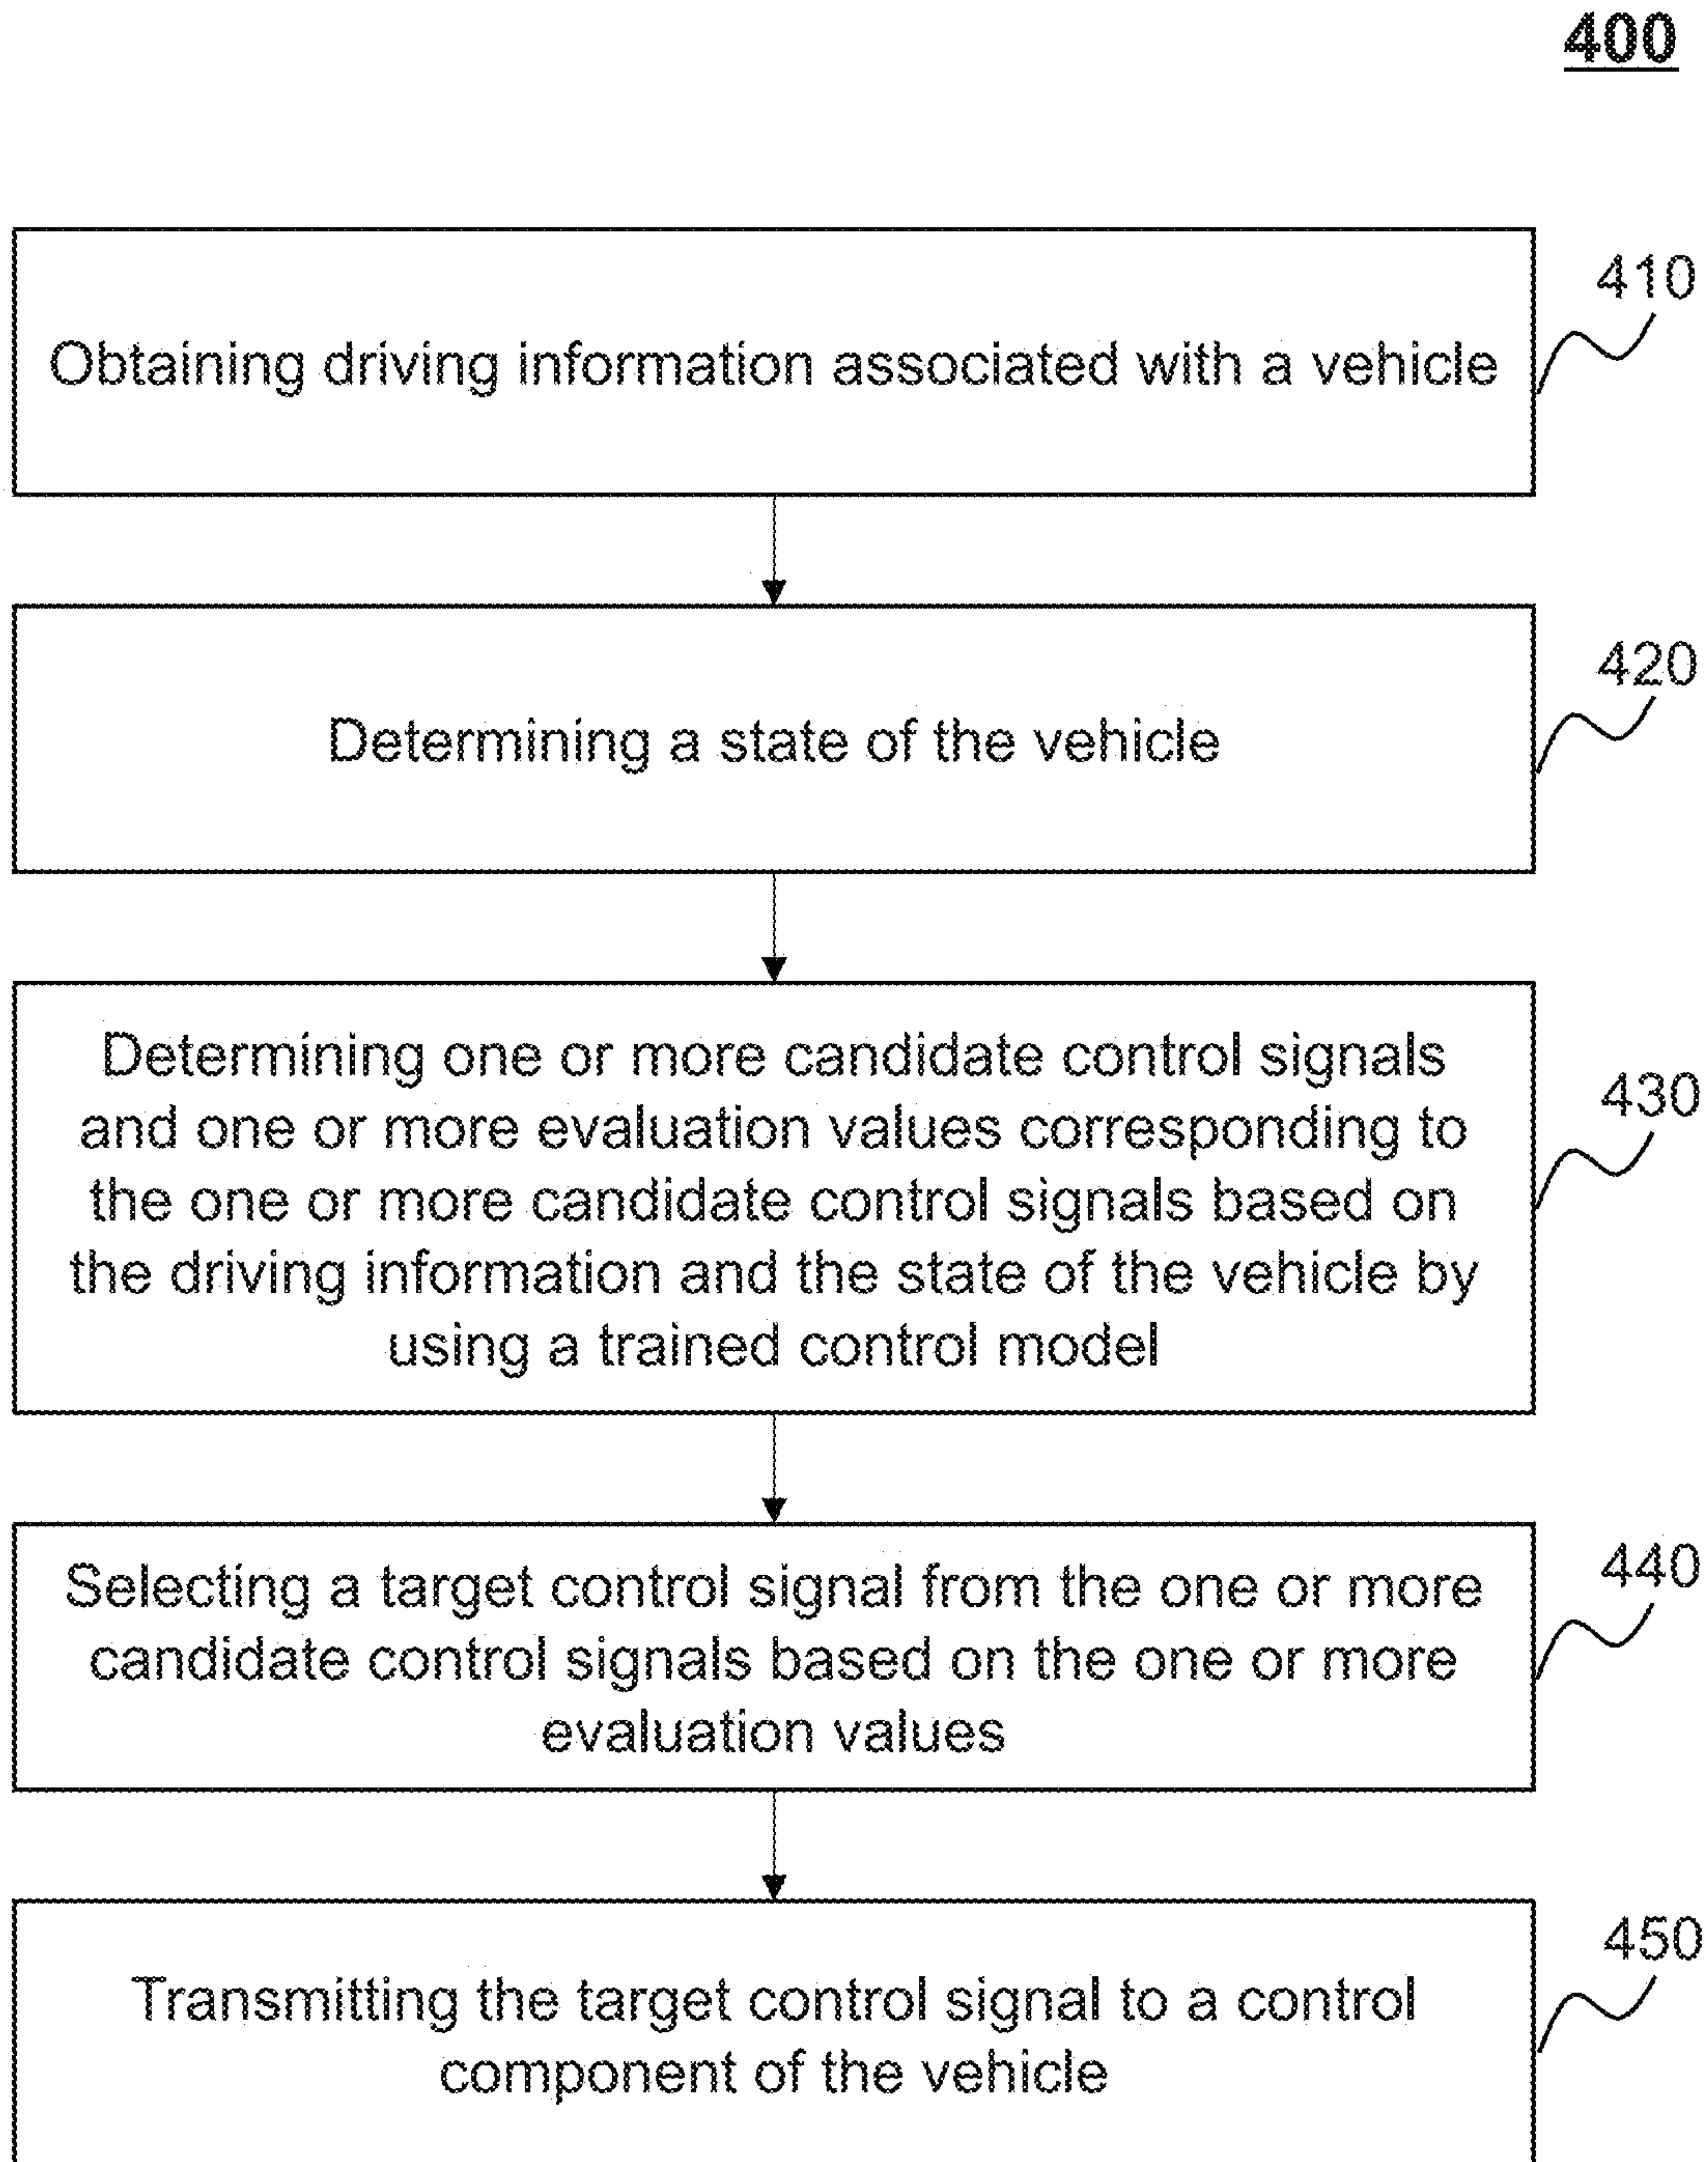 400
410
Obtaining driving information associated with a vehicle
420
Determining a state of the vehicle
Determining one or more candidate control signals
430
and one or more evaluation values corresponding to
the one or more candidate control signals based on
the driving information and the state of the vehicle by
using a trained control model
440
Selecting a target control signal from the one or more
candidate control signals based on the one or more
evaluation values
450
Transmitting the target control signal to a control
component of the vehicle